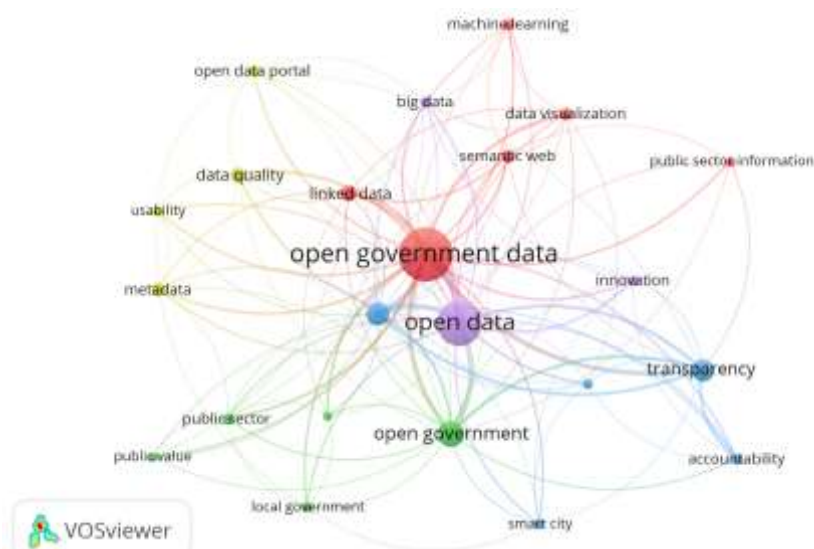 machine learning
open data portal
big data
data visualization
semantic web
public sector information
data quality
linked data
usability
open government data
innovation
metadata
open data
transparency
public sector
open government
public value
accountability
local government
smart city
VOSviewer